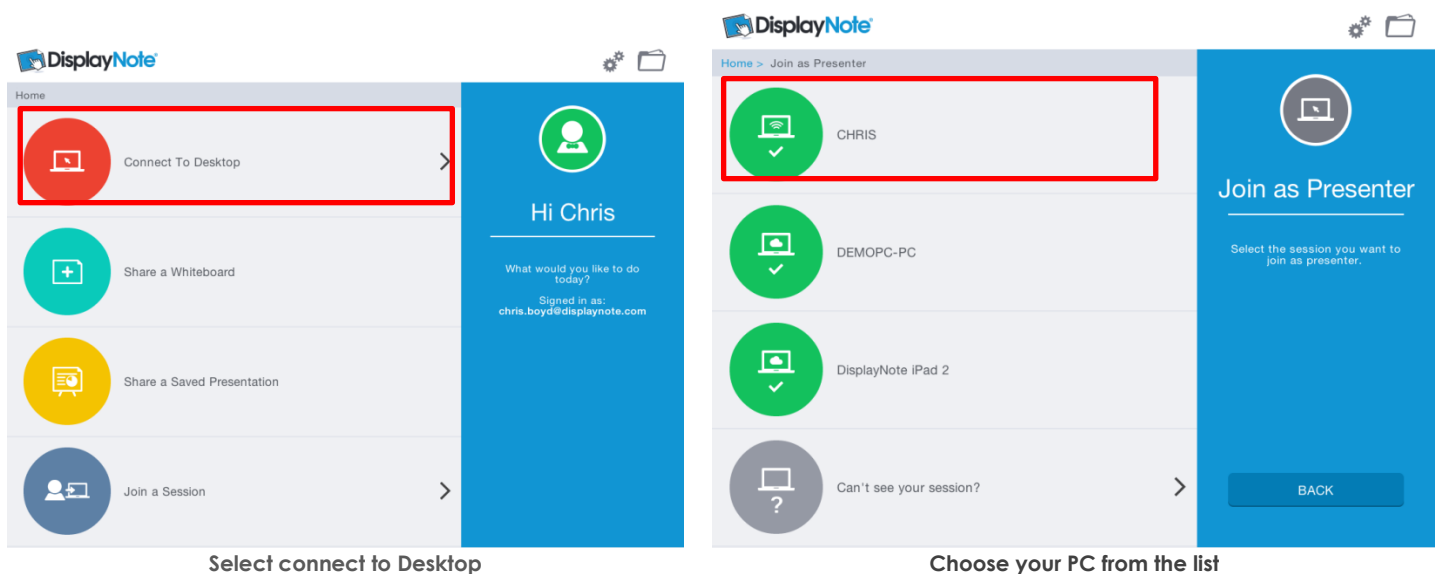 DisplayNote
Home
Connect To Desktop
Share a Whiteboard
Share a Saved Presentation
Join a Session
Hi Chris
What would you like to do
today?
Signed in as:
chris.boyd@displaynote.com
Select connect to Desktop
DisplayNote
Home > Join as Presenter
CHRIS
DEMOPC-PC
DisplayNote iPad 2
?
Can't see your session?
Join as Presenter
Select the session you want to
join as presenter.
BACK
Choose your PC from the list